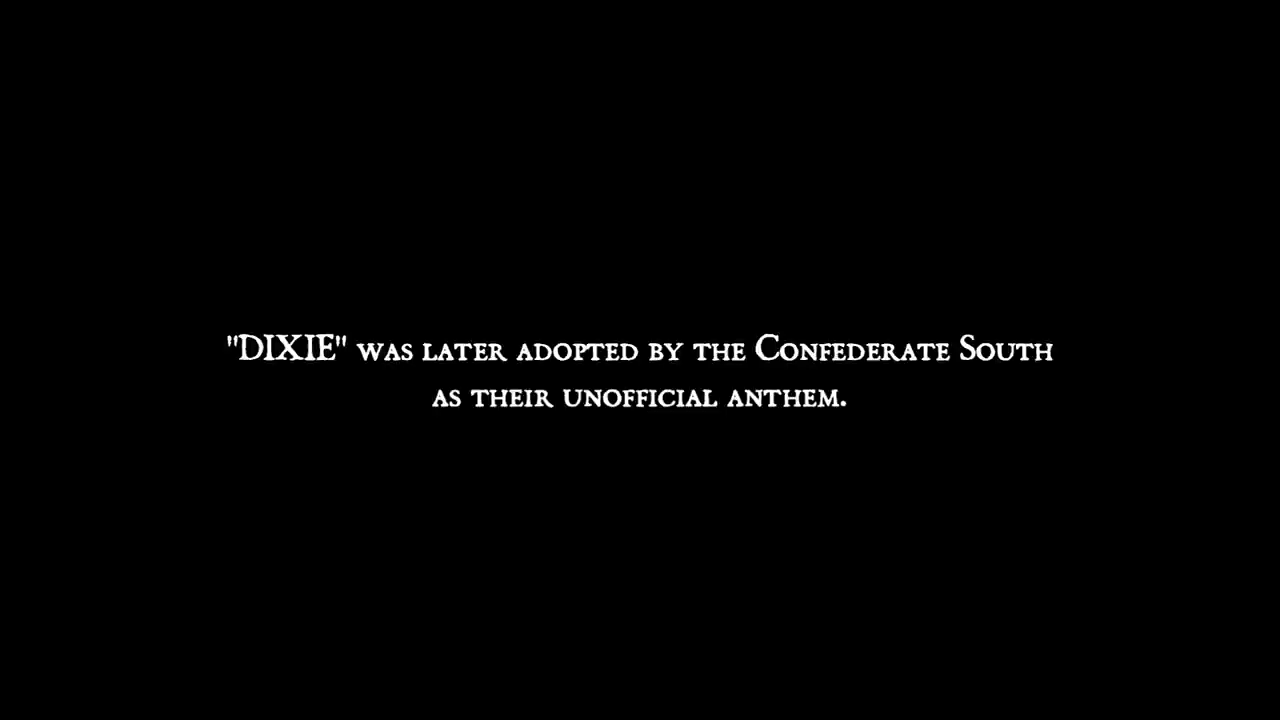 "DIXIE" was later adopted by the Confederate South
as their unofficial anthem.